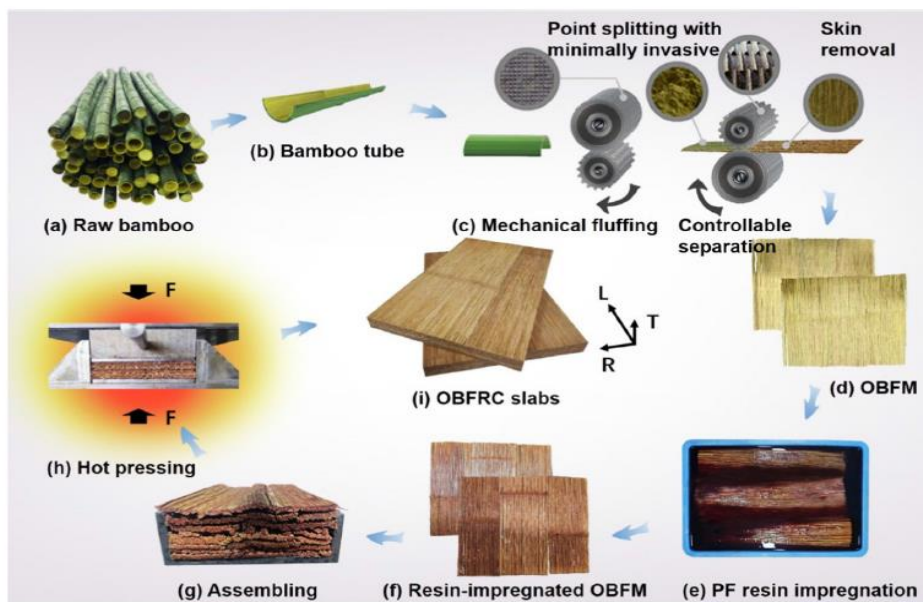 Point splitting with
minimally invasive
Skin
removal
(b) Bamboo tube
(a) Raw bamboo
(c) Mechanical fluffing
Controllable
separation
F
L
T
R
(d) OBFM
(i) OBFRC slabs
F
(h) Hot pressing
(g) Assembling
(f) Resin-impregnated OBFM
(e) PF resin impregnation